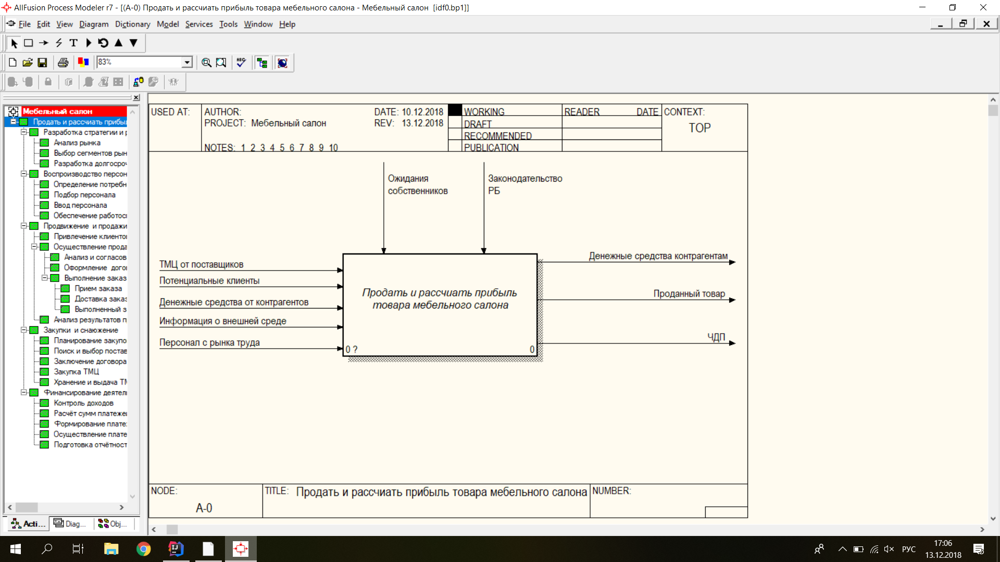 AllFusion Process Modeler r7 - [(A-0) Продать и рассчиать прибыль товара мебельного салона - Мебельный салон [idf0.bp1]]
File Edit View Diagram Dictionary Model Services Tools Window Help
83%
Мебельный салон
Продать и рассчиать прибы
Разработка стратегии и р
Анализ рынка
Выбор сегментов рын
Разработка долгосроч
Воспроизводство персон
Определение потребн
Подбор персонала
Ввод персонала
Обеспечение работос
Продвижение и продажи
Привлечение клиенто
Осуществление прода
Анализ и согласов
Оформление дого
Выполнение заказ
Прием заказа
Доставка заказ
Выполненный з
Анализ результатов п
Закупки и снаюжение
Планирование закупо
Поиск и выбор постав
Заключение договора
Закупка ТМЦ
Хранение и выдача ТМ
Финансирование деятел
Контроль доходов
Расчёт сумм платеже
Формирование плате
Осуществление плате
Подготовка отчётност
Acti... Diag... Obj...
USED AT: AUTHOR: DATE: 10.12.2018 WORKING READER DATE CONTEXT:
PROJECT: Мебельный салон REV: 13.12.2018 DRAFT TOP
RECOMMENDED
NOTES: 1 2 3 4 5 6 7 8 9 10 PUBLICATION
Ожидания
собственников
Законодательство
РБ
ТМЦ от поставщиков
Потенциальные клиенты
Денежные средства от контрагентов
Информация о внешней среде
Персонал с рынка труда
Продать и рассчиать прибыль
товара мебельного салона
0 ? 0
Денежные средства контрагентам
Проданный товар
ЧДП
NODE: TITLE: Продать и рассчиать прибыль товара мебельного салона NUMBER:
A-0
РУС 17:06
13.12.2018